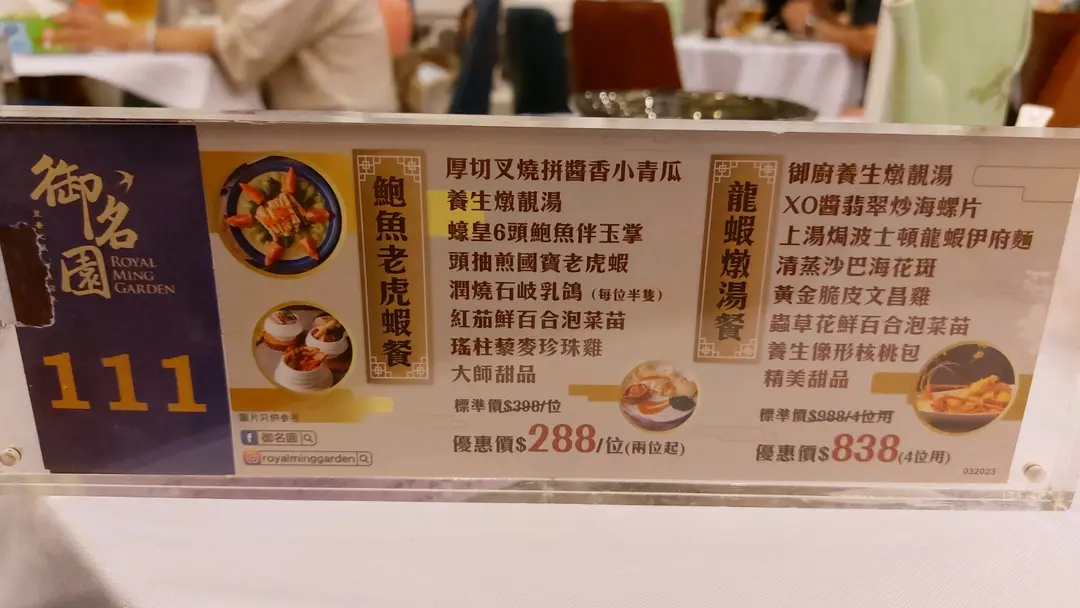 御名園
ROYAL
MING
GARDEN
111
圖片只供參考
御名園
royalminggarden
鮑魚老虎蝦餐
厚切叉燒拼醬香小青瓜
養生燉靚湯
蠔皇6頭鮑魚伴玉掌
頭抽煎國寶老虎蝦
潤燒石岐乳鴿（每位半隻）
紅茄鮮百合泡菜苗
瑤柱藜麥珍珠雞
大師甜品
標準價$398/位
優惠價$288/位(兩位起)
龍蝦燉湯餐
御廚養生燉靚湯
XO醬翡翠炒海螺片
上湯焗波士頓龍蝦伊府麵
清蒸沙巴海花斑
黃金脆皮文昌雞
蟲草花鮮百合泡菜苗
養生像形核桃包
精美甜品
標準價$988/4位用
優惠價$838(4位用)
032023